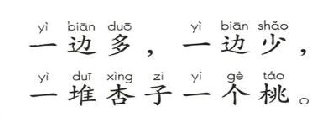 yì biān duō yì biān shǎo
一边多，一边少，
yì duī xìng zi yí gè táo
一堆杏子一个桃。